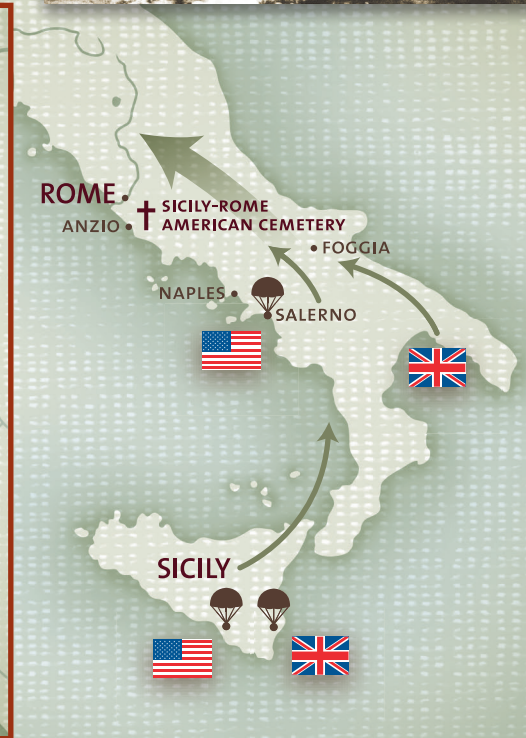 ROME
SICILY-ROME
AMERICAN CEMETERY
ANZIO
FOGGIA
NAPLES
SALERNO
SICILY